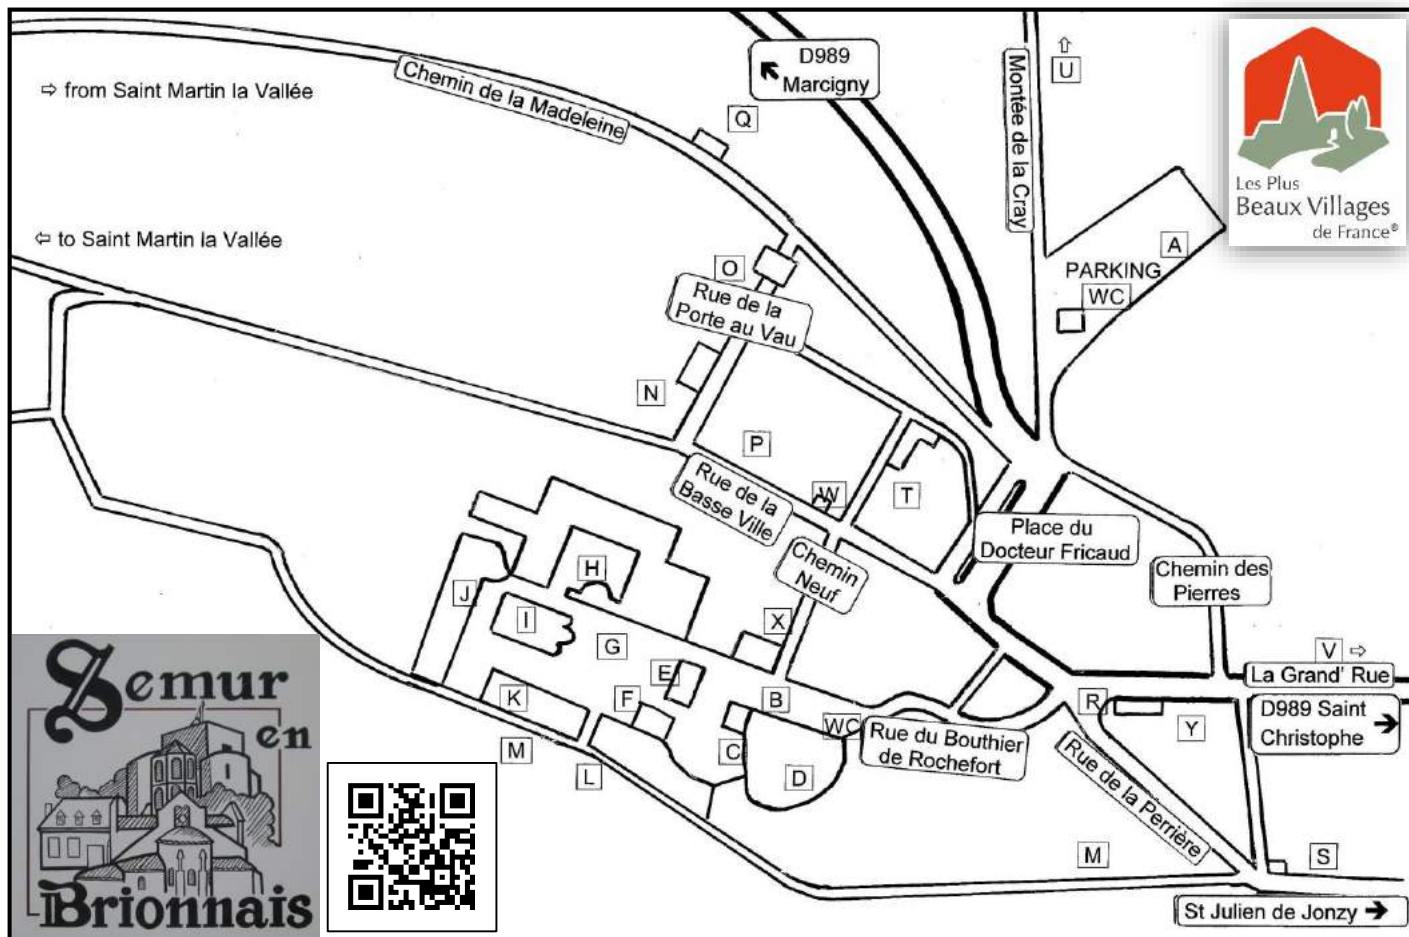 D989
Marcigny
U
Les Plus
Beaux Villages
de France®
⇨ from Saint Martin la Vallée
Chemin de la Madeleine
Q
Montée de la Cray
⇦ to Saint Martin la Vallée
A
PARKING
WC
O
Rue de la
Porte au Vau
N
P
Rue de la
Basse Ville
W
T
Place du
Docteur Fricaud
Chemin
Neuf
Chemin des
Pierres
H
J
I
G
X
E
F
K
B
WC
C
D
M
L
Rue du Bouthier
de Rochefort
V ⇨
La Grand' Rue
R
Y
D989 Saint
Christophe
Rue de la Perrière
M
S
St Julien de Jonzy
Semur
en
Brionnais